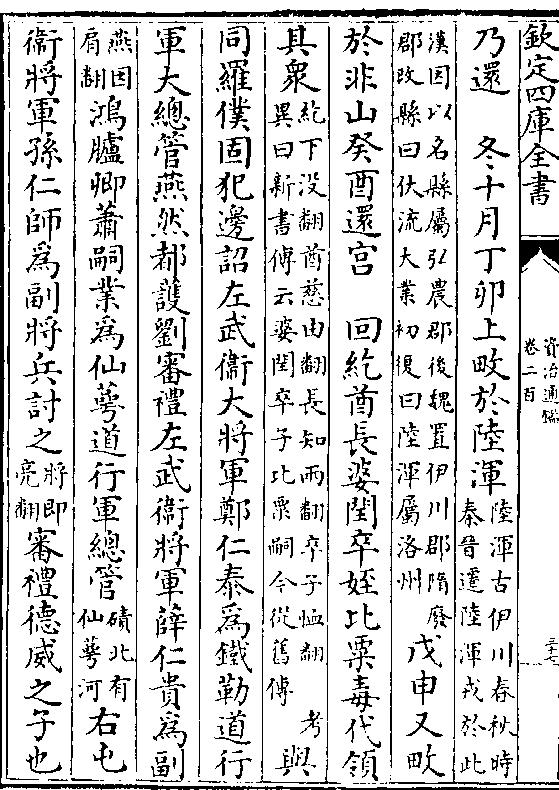 欽定四庫全書
資治通鑑
卷二百
三十七
乃還 冬十月丁卯上畋於陸渾
陸渾古伊川春秋時
秦晉遷陸渾戎於此
漢因以名縣屬弘農郡後魏置伊川郡隋廢
郡改縣曰伏流大業初復曰陸渾屬洛州
戊申又畋
於非山癸酉還宮 回紇酋長婆閏卒姪比粟毒代領
其衆
紇下没翻酋慈由翻長知兩翻卒子恤翻 考
異曰新書傳云婆閏卒子比粟嗣今從舊傳
與
同羅僕固犯邊詔左武衛大將軍鄭仁泰為鐵勒道行
軍大總管燕然都護劉審禮左武衛將軍薛仁貴為副
燕因
肩翻
鴻臚卿蕭嗣業為仙萼道行軍總管
磧北有
仙萼河
右屯
衛將軍孫仁師為副將兵討之
將即
亮翻
審禮德威之子也